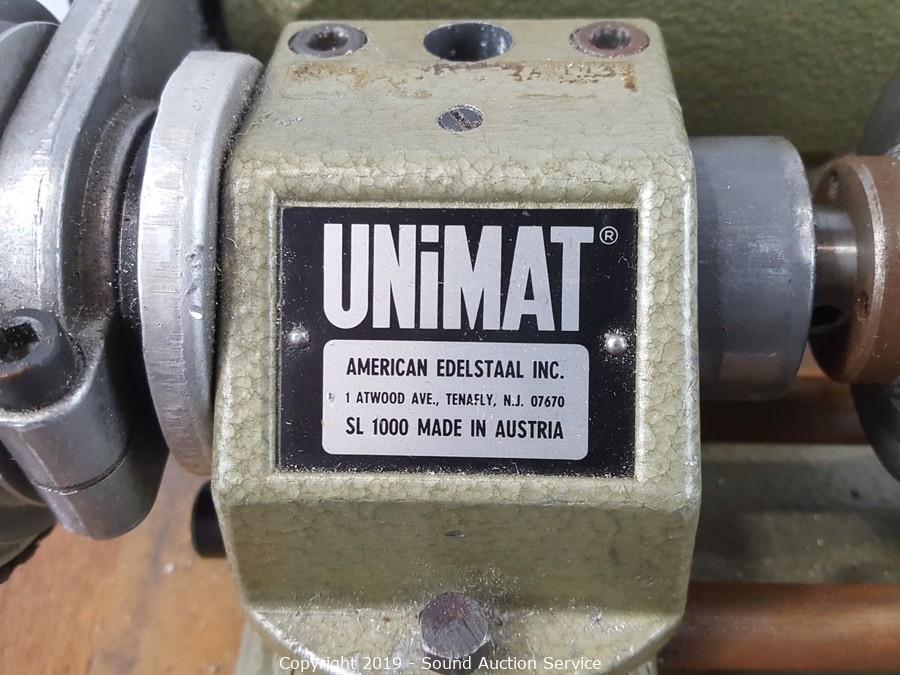 UNiMAT®
AMERICAN EDELSTAAL INC.
1 ATWOOD AVE., TENAFLY, N.J. 07670
SL 1000 MADE IN AUSTRIA
Copyright 2019 - Sound Auction Service